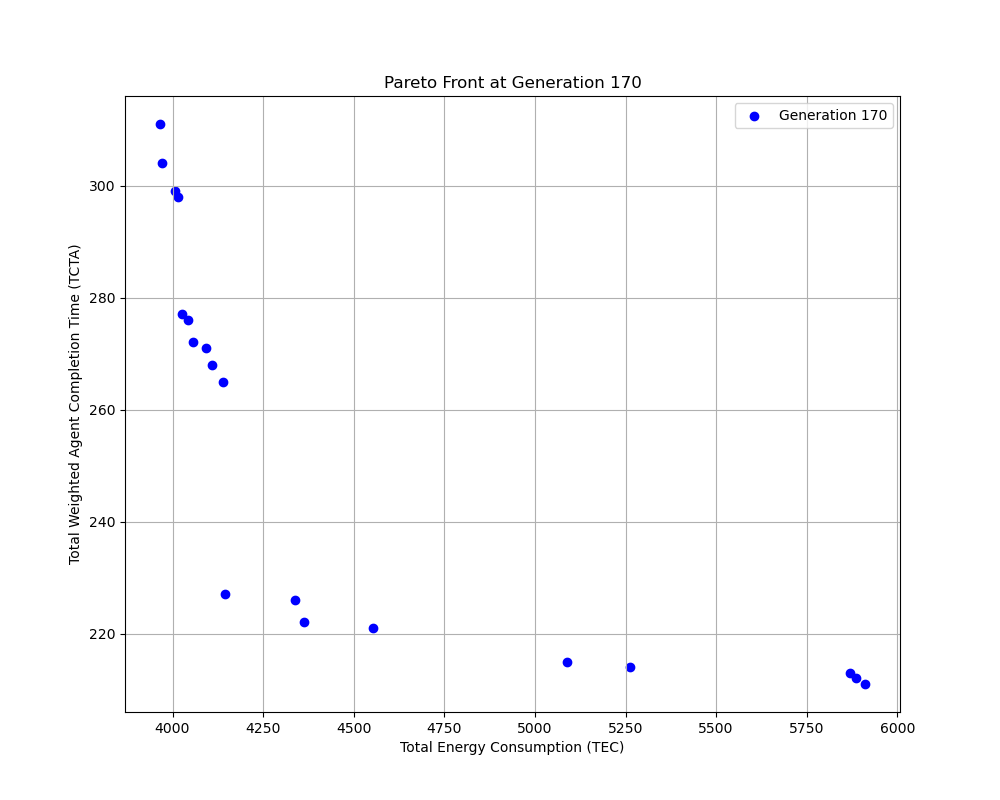 Pareto Front at Generation 170
Generation 170
Total Weighted Agent Completion Time (TCTA)
300
280
260
240
220
4000 4250 4500 4750 5000 5250 5500 5750 6000
Total Energy Consumption (TEC)